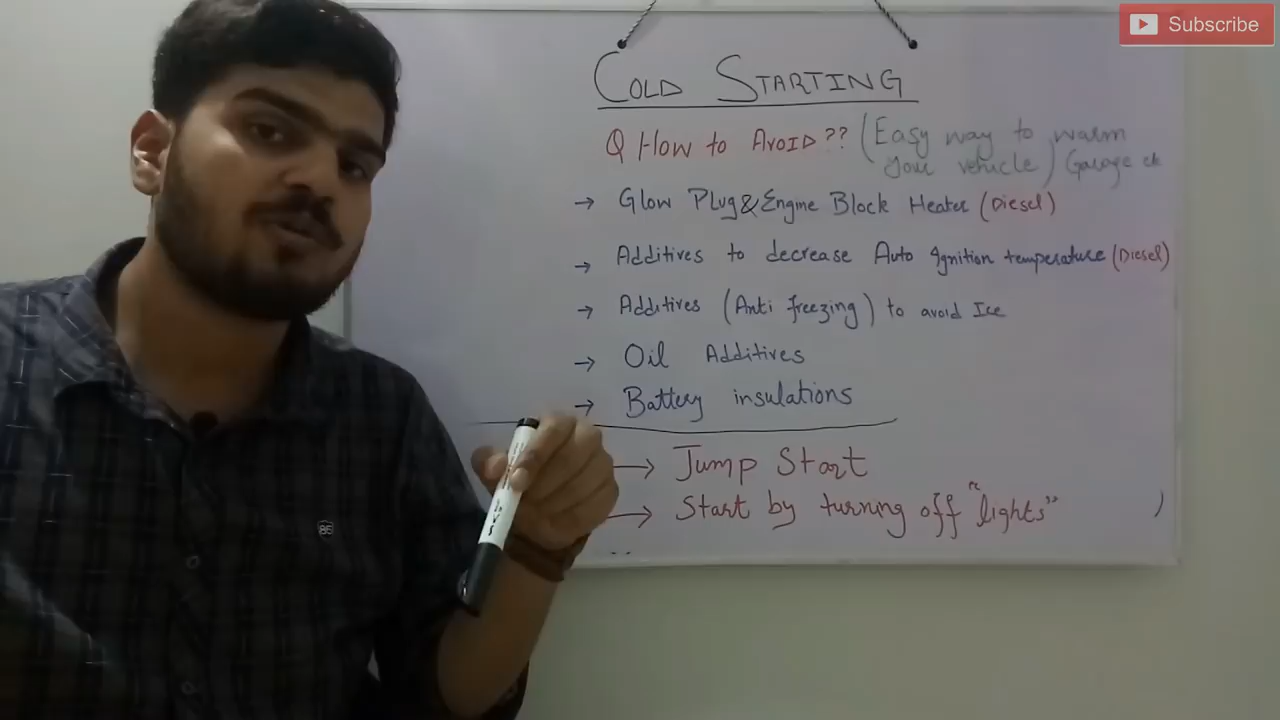 Subscribe
COLD STARTING
Q How to AVOID?? (Easy way to warm
your vehicle) Garage etc
→ Glow Plug & Engine Block Heater (Diesel)
→ Additives to decrease Auto Ignition temperature (Diesel)
→ Additives (Anti freezing) to avoid Ice
→ Oil Additives
→ Battery insulations
→ Jump Start
→ Start by turning off "lights" )
85